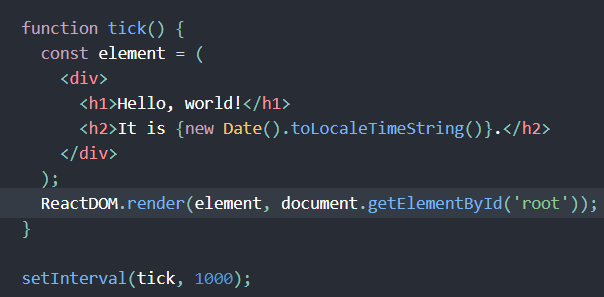 function tick() {
  const element = (
    <div>
      <h1>Hello, world!</h1>
      <h2>It is {new Date().toLocaleTimeString()}.</h2>
    </div>
  );
  ReactDOM.render(element, document.getElementById('root'));
}

setInterval(tick, 1000);